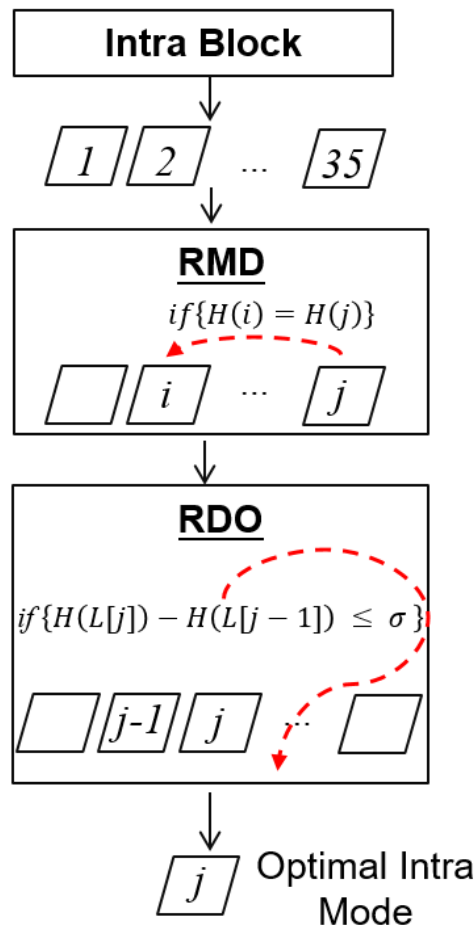 Intra Block
1 2 ... 35
RMD
if{H(i) = H(j)}
i ... j
RDO
if{H(L[j]) − H(L[j − 1]) ≤ σ}
j-1 j ...
j Optimal Intra
Mode